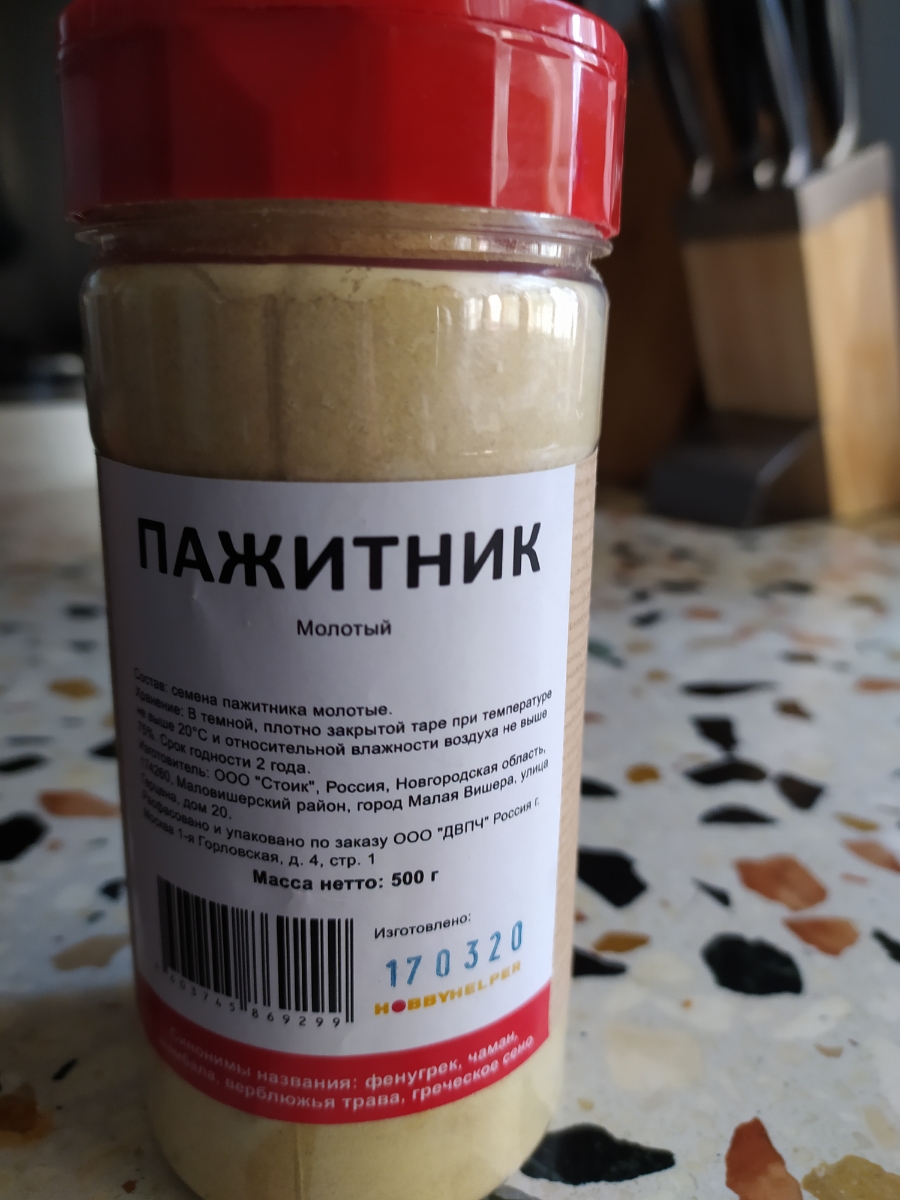 ПАЖИТНИК
Молотый
Состав: семена пажитника молотые.
Хранение: В темной, плотно закрытой таре при температуре
не выше 20°С и относительной влажности воздуха не выше
75%. Срок годности 2 года.
Изготовитель: ООО "Стоик", Россия, Новгородская область,
174260, Маловишерский район, город Малая Вишера, улица
Герцена, дом 20.
Расфасовано и упаковано по заказу ООО "ДВПЧ" Россия г.
Москва 1-я Горловская, д. 4, стр. 1
Масса нетто: 500 г
Изготовлено:
170320
HOBBYHELPER
603745 869299
Синонимы названия: фенугрек, чаман,
шамбала, верблюжья трава, греческое сено